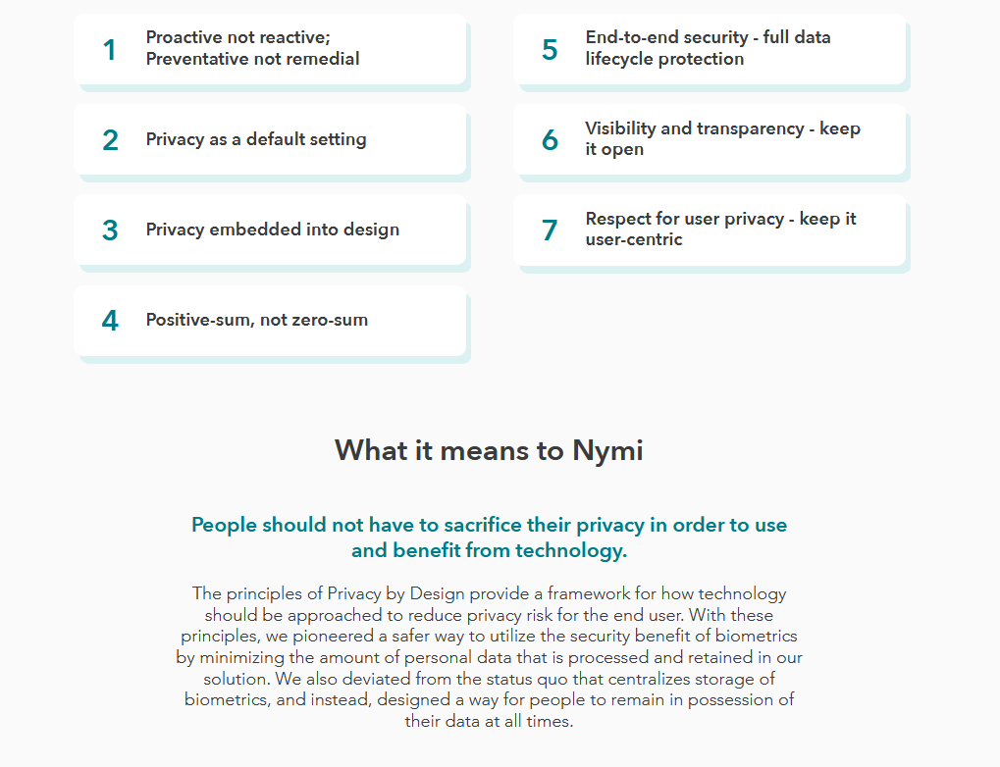 1
Proactive not reactive;
Preventative not remedial
2
Privacy as a default setting
3
Privacy embedded into design
4
Positive-sum, not zero-sum
5
End-to-end security - full data
lifecycle protection
6
Visibility and transparency - keep
it open
7
Respect for user privacy - keep it
user-centric
What it means to Nymi
People should not have to sacrifice their privacy in order to use
and benefit from technology.
The principles of Privacy by Design provide a framework for how technology
should be approached to reduce privacy risk for the end user. With these
principles, we pioneered a safer way to utilize the security benefit of biometrics
by minimizing the amount of personal data that is processed and retained in our
solution. We also deviated from the status quo that centralizes storage of
biometrics, and instead, designed a way for people to remain in possession of
their data at all times.